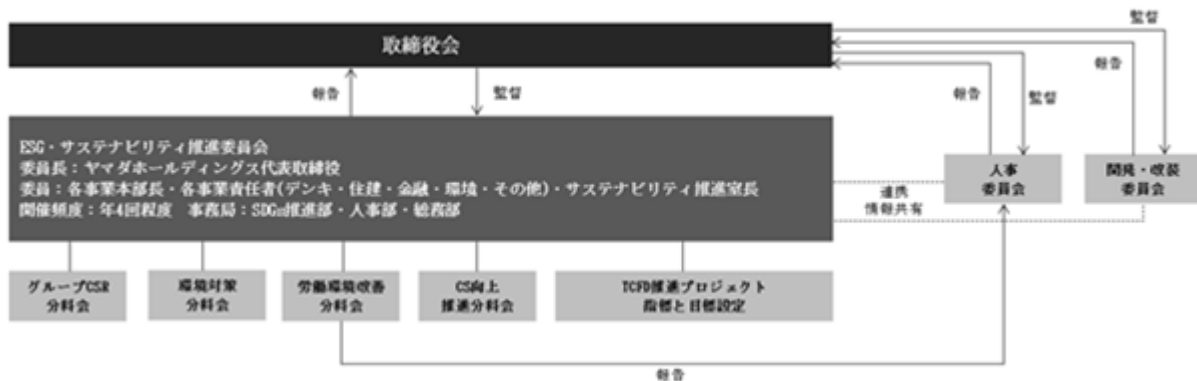 監督
取締役会
報告
報告
監督
報告
監督
ESG・サステナビリティ推進委員会
委員長：ヤマダホールディングス代表取締役
委員：各事業本部長・各事業責任者(デンキ・住建・金融・環境・その他)・サステナビリティ推進室長
開催頻度：年4回程度　事務局：SDGs推進部・人事部・総務部
人事
委員会
開発・改装
委員会
連携
情報共有
グループCSR
分科会
環境対策
分科会
労働環境改善
分科会
CS向上
推進分科会
TCFD推進プロジェクト
指標と目標設定
報告